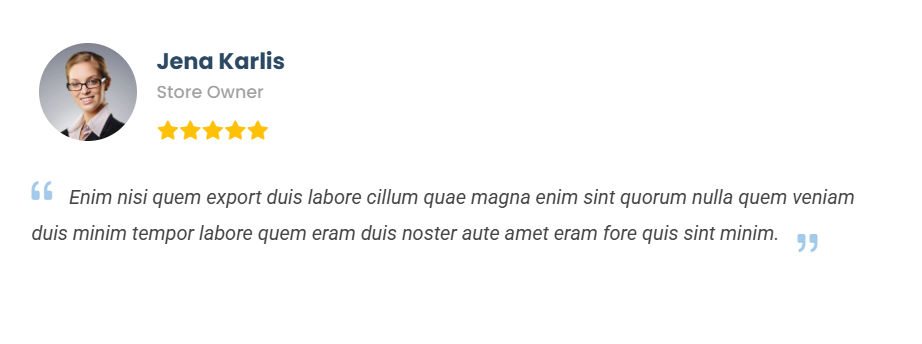 Jena Karlis
Store Owner
“ Enim nisi quem export duis labore cillum quae magna enim sint quorum nulla quem veniam
duis minim tempor labore quem eram duis noster aute amet eram fore quis sint minim. ”